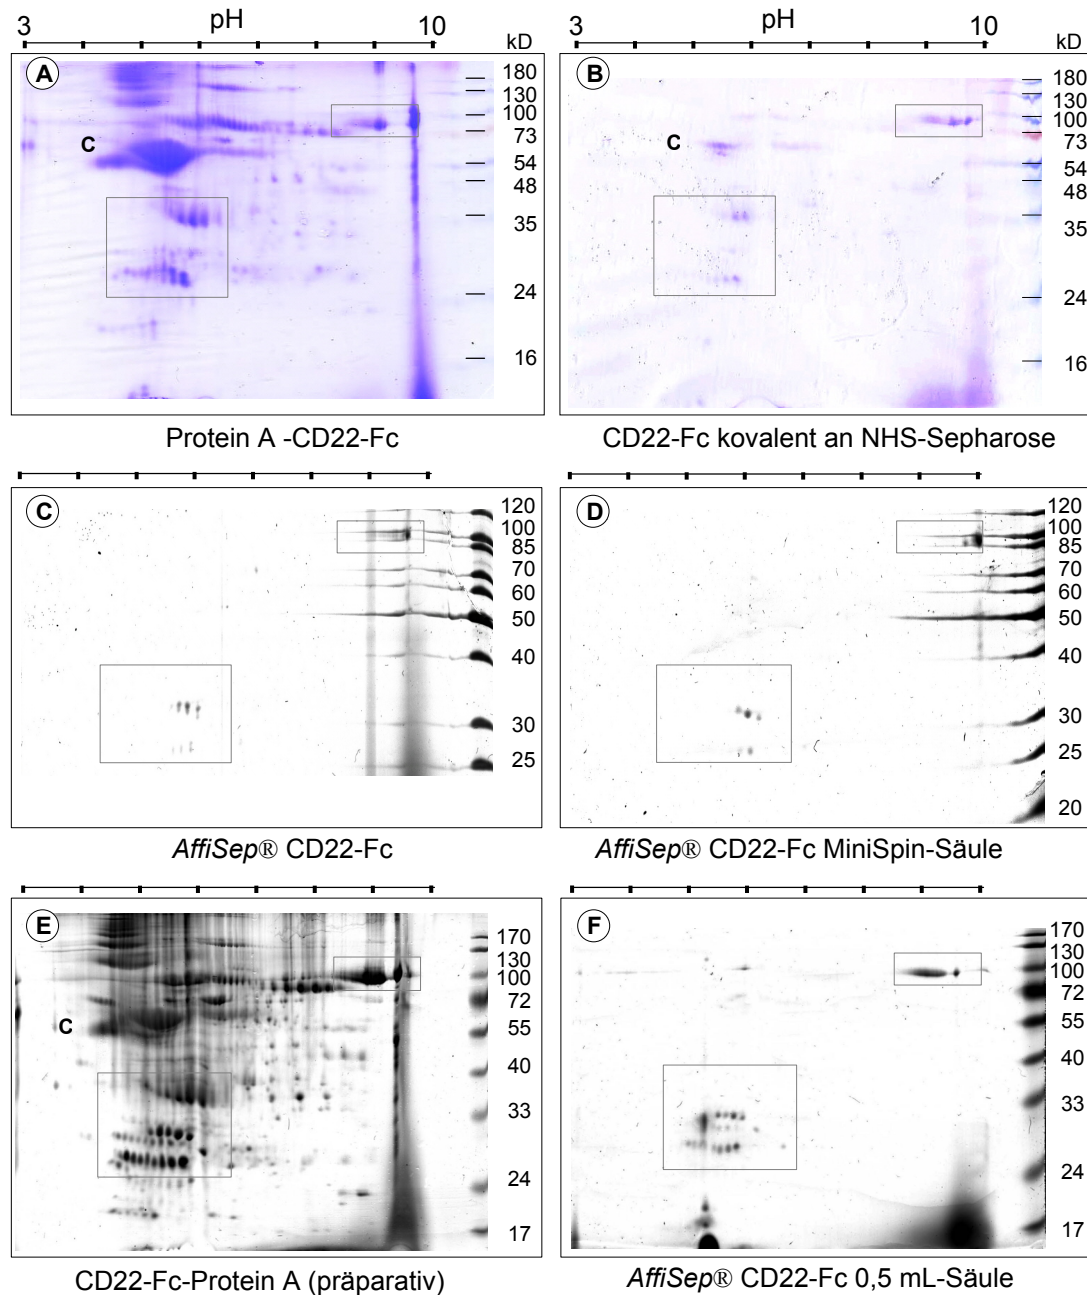 3 pH 10
kD
A
180
130
100
73
54
48
35
24
16
C
Protein A -CD22-Fc
3 pH 10
kD
B
180
130
100
73
54
48
35
24
16
C
CD22-Fc kovalent an NHS-Sepharose
C
120
100
85
70
60
50
40
30
25
AffiSep® CD22-Fc
D
120
100
85
70
60
50
40
30
25
20
AffiSep® CD22-Fc MiniSpin-Säule
E
170
130
100
72
55
40
33
24
17
C
CD22-Fc-Protein A (präparativ)
F
170
130
100
72
55
40
33
24
17
AffiSep® CD22-Fc 0,5 mL-Säule